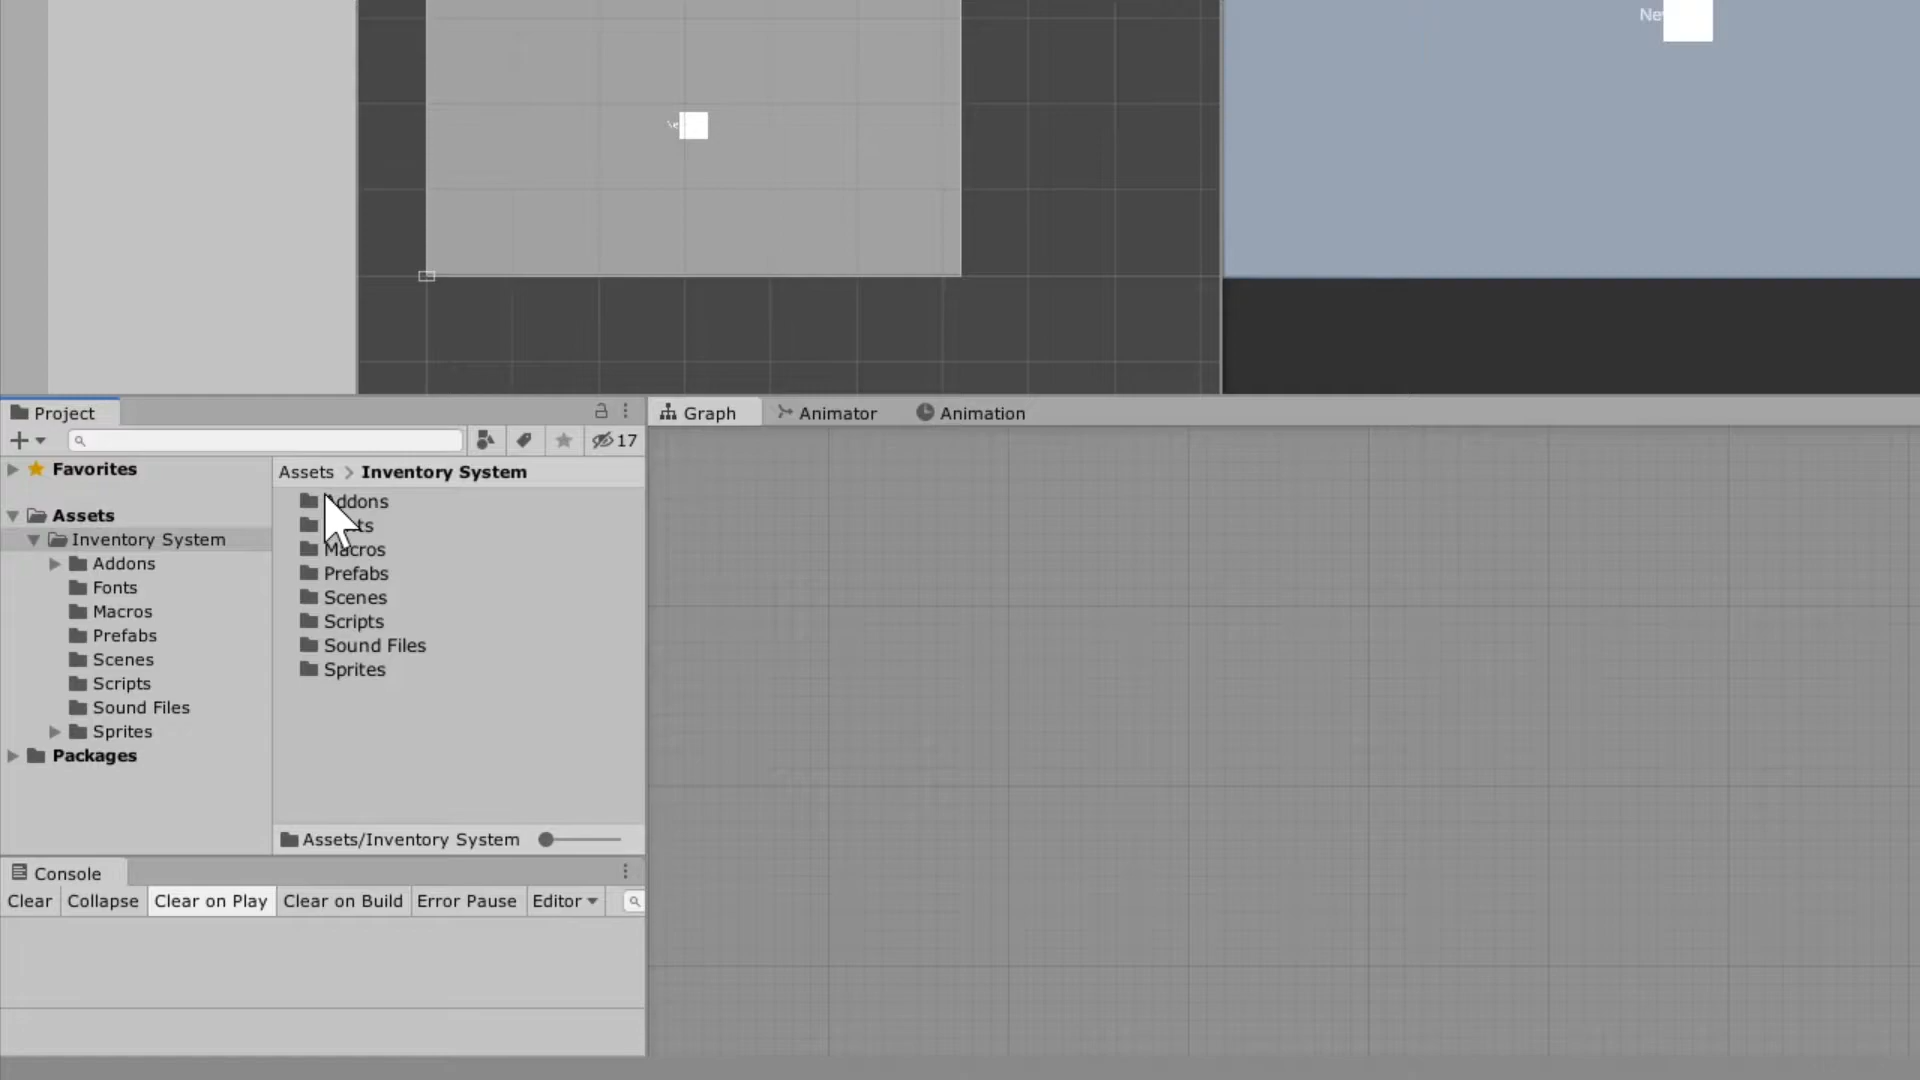 Ne
Project
17
Favorites
Assets
Inventory System
Addons
Fonts
Macros
Prefabs
Scenes
Scripts
Sound Files
Sprites
Packages
Assets > Inventory System
Addons
Macros
Prefabs
Scenes
Scripts
Sound Files
Sprites
Assets/Inventory System
Graph Animator Animation
Console
Clear Collapse Clear on Play Clear on Build Error Pause Editor